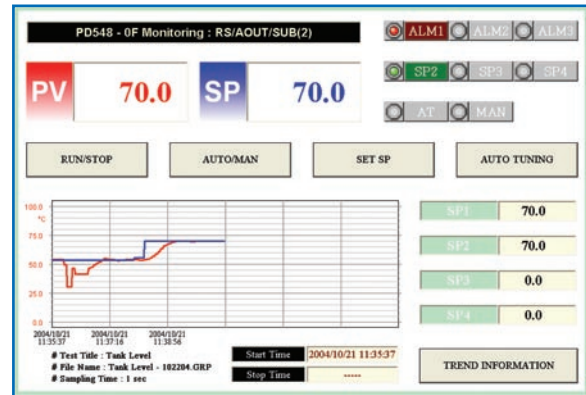 PD548 - 0F Monitoring : RS/AOUT/SUB(2)
ALM1 ALM2 ALM3
PV 70.0 SP 70.0
SP2 SP3 SP4
AT MAN
RUN/STOP AUTO/MAN SET SP AUTO TUNING
100.0
°C
75.0
50.0
25.0
0.0
2004/10/21 2004/10/21 2004/10/21
11:35:37 11:37:16 11:38:56
SP1 70.0
SP2 70.0
SP3 0.0
SP4 0.0
# Test Title : Tank Level
# File Name : Tank Level - 102204.GRP
# Sampling Time : 1 sec
Start Time 2004/10/21 11:35:37
Stop Time -----
TREND INFORMATION